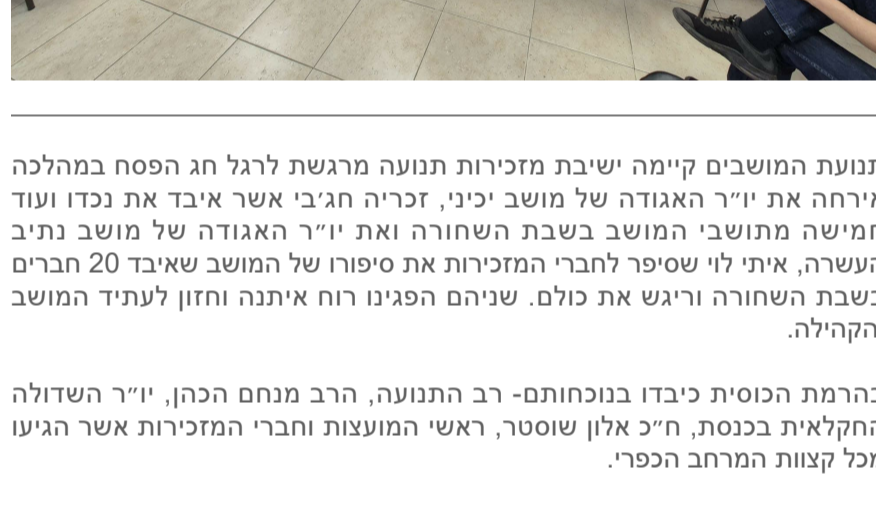 תנועת המושבים קיימה ישיבת מזכירות תנועה מרגשת לרגל חג הפסח במהלכה
אירחה את יו״ר האגודה של מושב יכיני, זכריה חג׳בי אשר איבד את נכדו ועוד
חמישה מתושבי המושב בשבת השחורה ואת יו״ר האגודה של מושב נתיב
העשרה, איתי לוי שסיפר לחברי המזכירות את סיפורו של המושב שאיבד 20 חברים
בשבת השחורה וריגש את כולם. שניהם הפגינו רוח איתנה וחזון לעתיד המושב
הקהילה.
בהרמת הכוסית כיבדו בנוכחותם- רב התנועה, הרב מנחם הכהן, יו״ר השדולה
החקלאית בכנסת, ח״כ אלון שוסטר, ראשי המועצות וחברי המזכירות אשר הגיעו
מכל קצוות המרחב הכפרי.